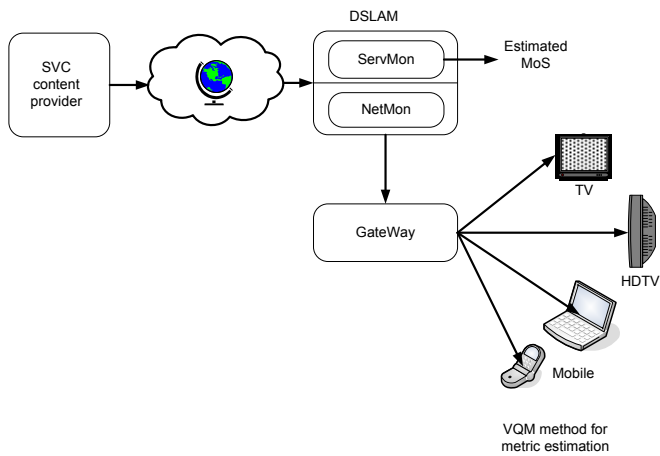 DSLAM
SVC
content
provider
ServMon
Estimated
MoS
NetMon
TV
GateWay
HDTV
Mobile
VQM method for
metric estimation